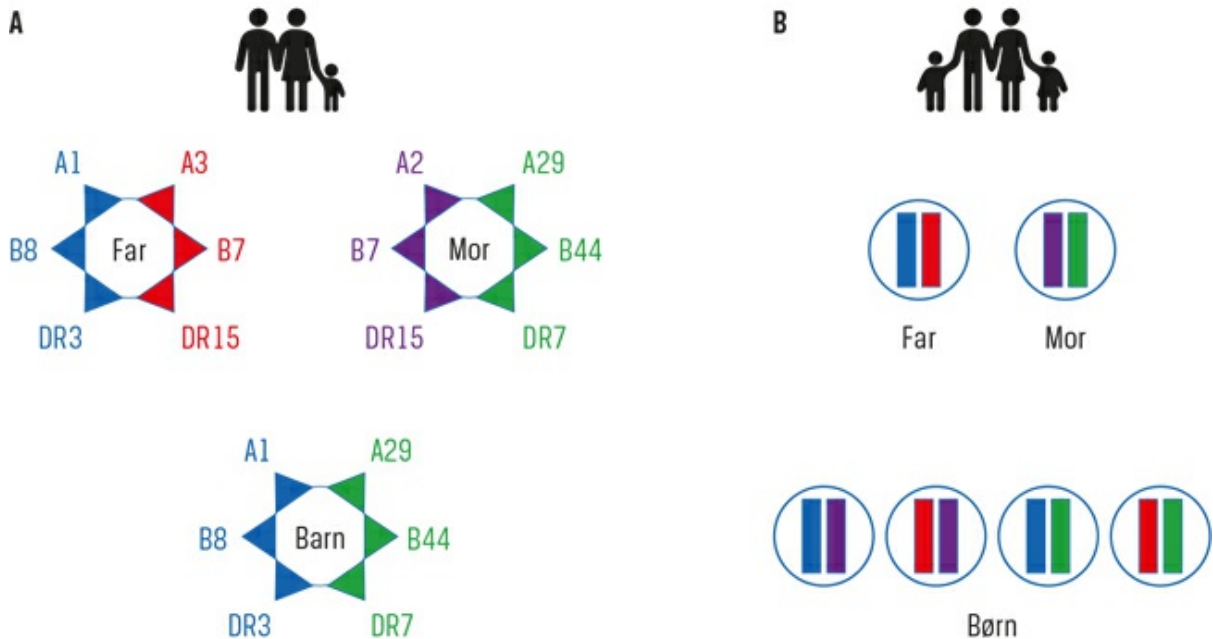 A
B
A1 A3
B8 Far B7
DR3 DR15
A2 A29
B7 Mor B44
DR15 DR7
A1 A29
B8 Barn B44
DR3 DR7
Far Mor
Børn